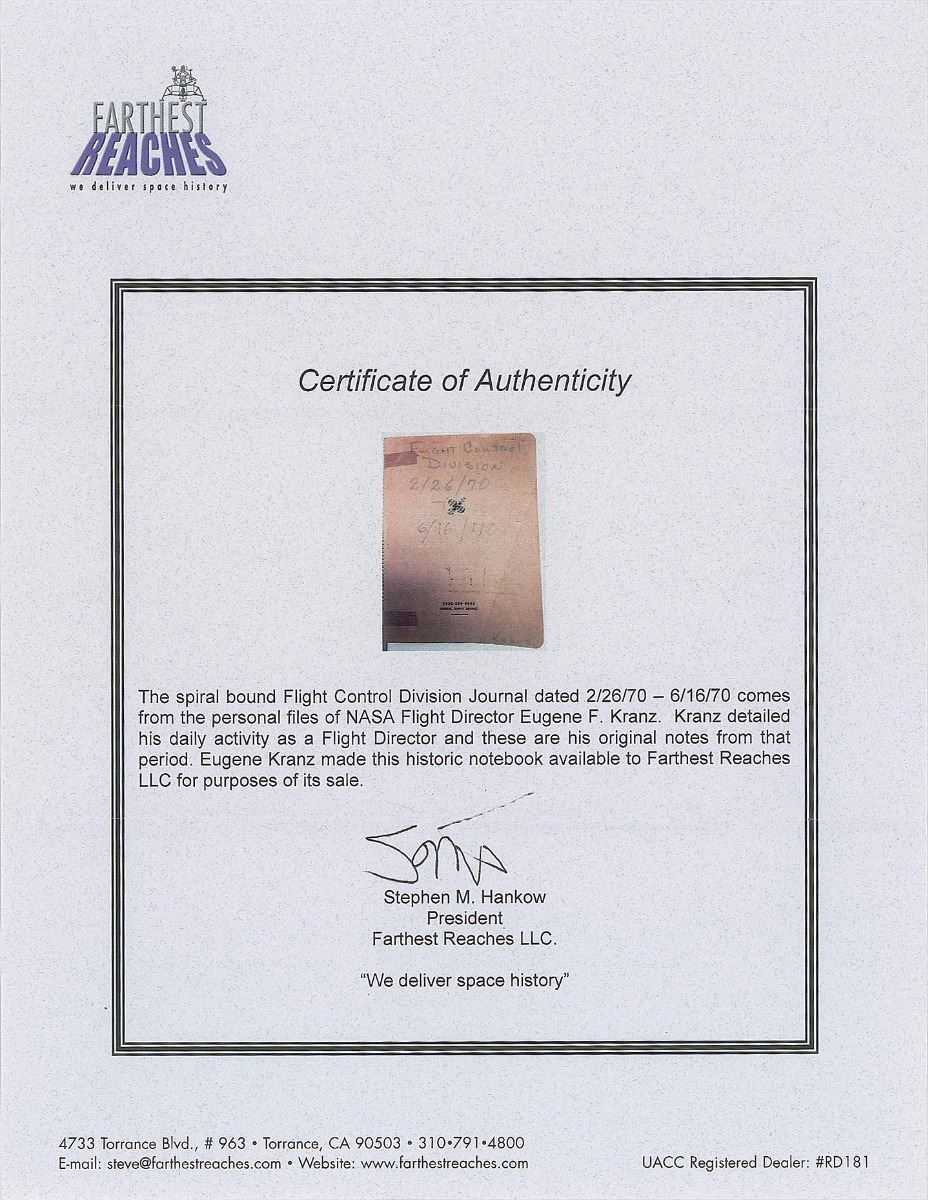 FARTHEST
REACHES
we deliver space history
Certificate of Authenticity
FLIGHT CONTROL
DIVISION
2/26/70
6/16/70
File
FEDERAL SUPPLY SERVICE
KRANZ
The spiral bound Flight Control Division Journal dated 2/26/70 – 6/16/70 comes
from the personal files of NASA Flight Director Eugene F. Kranz. Kranz detailed
his daily activity as a Flight Director and these are his original notes from that
period. Eugene Kranz made this historic notebook available to Farthest Reaches
LLC for purposes of its sale.
Stephen M. Hankow
President
Farthest Reaches LLC.
“We deliver space history”
4733 Torrance Blvd., # 963 • Torrance, CA 90503 • 310•791•4800
E-mail: steve@farthestreaches.com • Website: www.farthestreaches.com
UACC Registered Dealer: #RD181